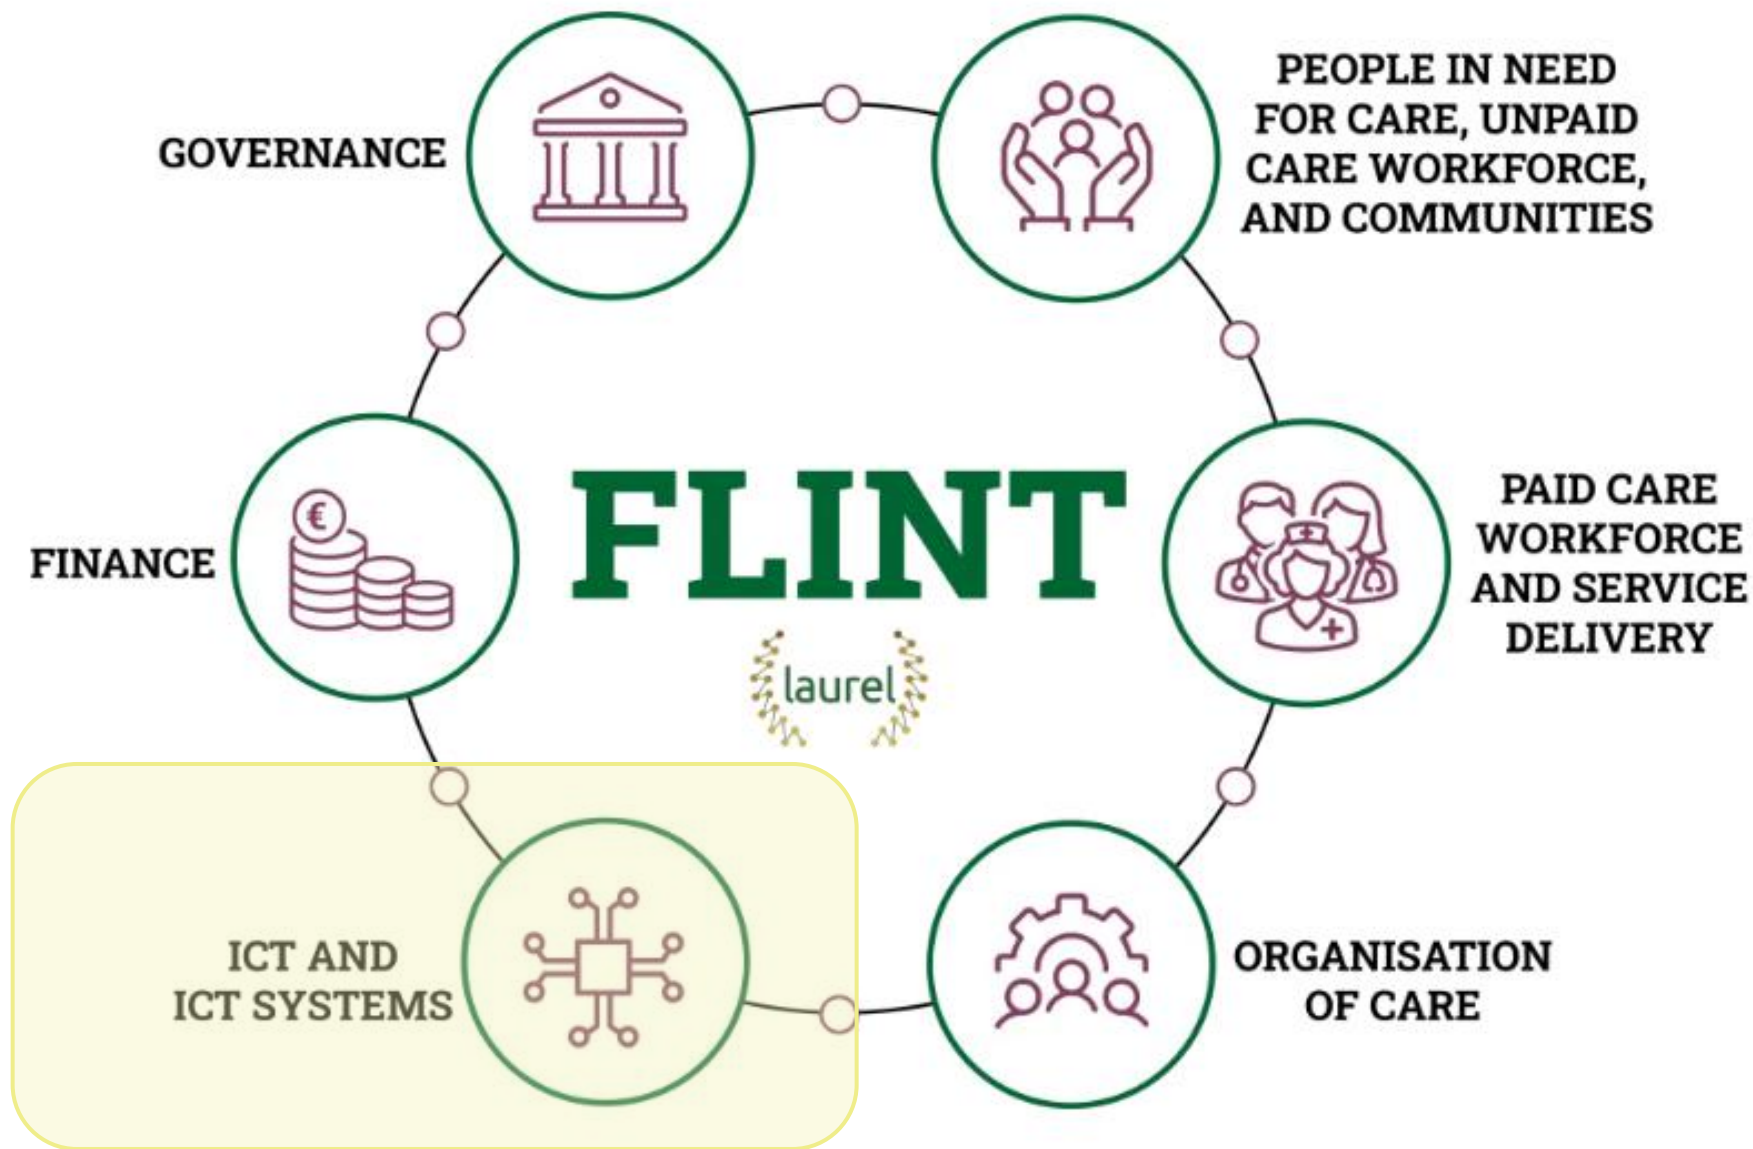 GOVERNANCE
PEOPLE IN NEED
FOR CARE, UNPAID
CARE WORKFORCE,
AND COMMUNITIES
FINANCE
€
FLINT
laurel
PAID CARE
WORKFORCE
AND SERVICE
DELIVERY
ICT AND
ICT SYSTEMS
ORGANISATION
OF CARE